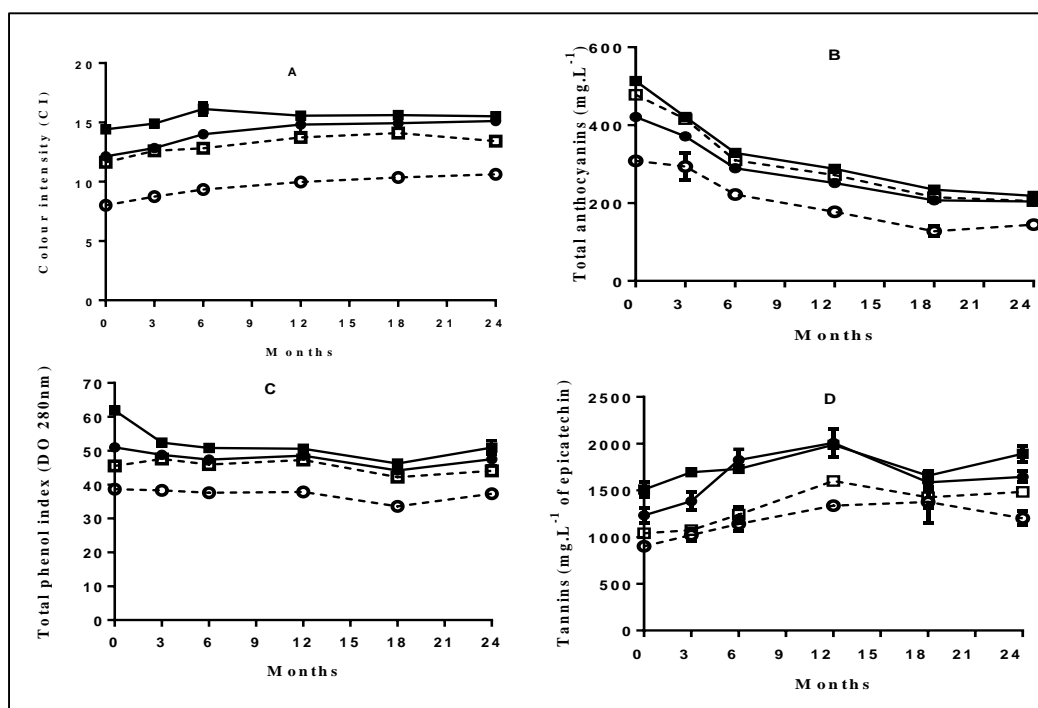 A
Colour intensity (CI)
20
15
10
5
0
0 3 6 9 12 15 18 21 24
Months
B
Total anthocyanins (mg.L-1)
600
400
200
0
0 3 6 9 12 15 18 21 24
Months
C
Total phenol index (DO 280nm)
70
60
50
40
30
20
10
0
0 3 6 9 12 15 18 21 24
Months
D
Tannins (mg.L-1 of epicatechin)
2500
2000
1500
1000
500
0
0 3 6 9 12 15 18 21 24
Months